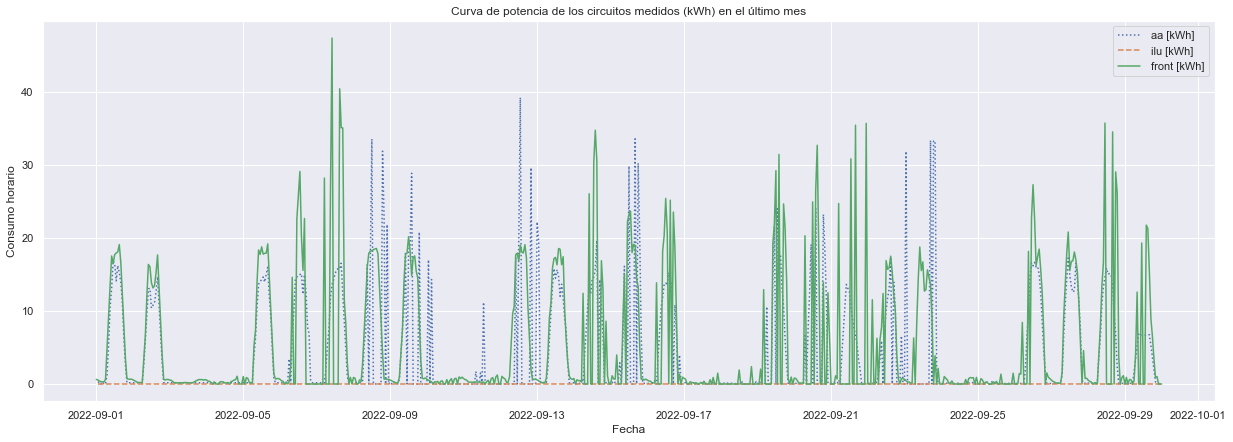 Curva de potencia de los circuitos medidos (kWh) en el último mes
aa [kWh]
ilu [kWh]
front [kWh]
Consumo horario
40
30
20
10
0
2022-09-01
2022-09-05
2022-09-09
2022-09-13
2022-09-17
2022-09-21
2022-09-25
2022-09-29
2022-10-01
Fecha